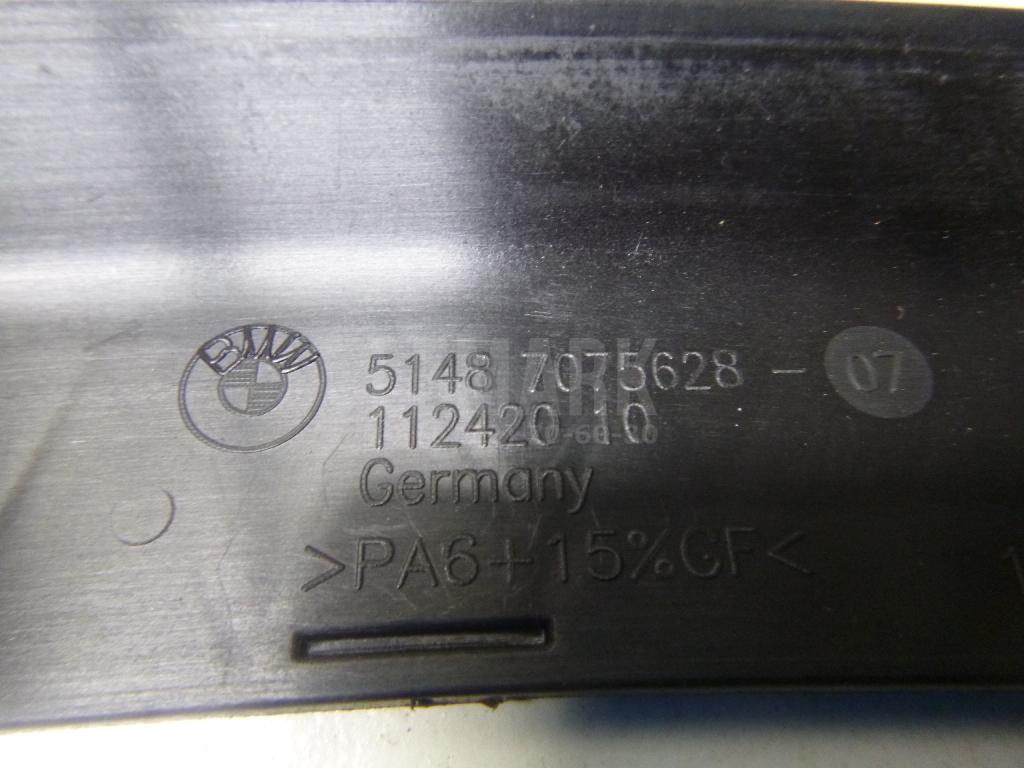 BMW
5148 7075628 - 07
112420 10
Germany
>PA6+15%GF<